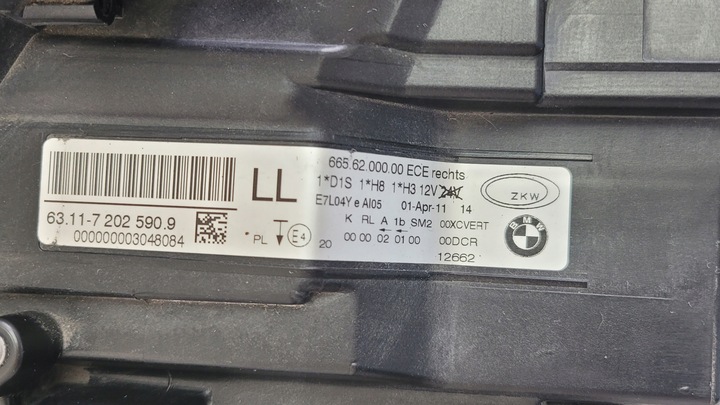 665.62.000.00 ECE rechts
LL 1*D1S 1*H8 1*H3 12V 24V
E7L04Y e AI05 01-Apr-11 14
ZKW
63.11-7 202 590.9
000000003048084
PL E4
K RL A 1b SM2 00XCVERT
20 00 00 02 01 00 00DCR
12662
BMW